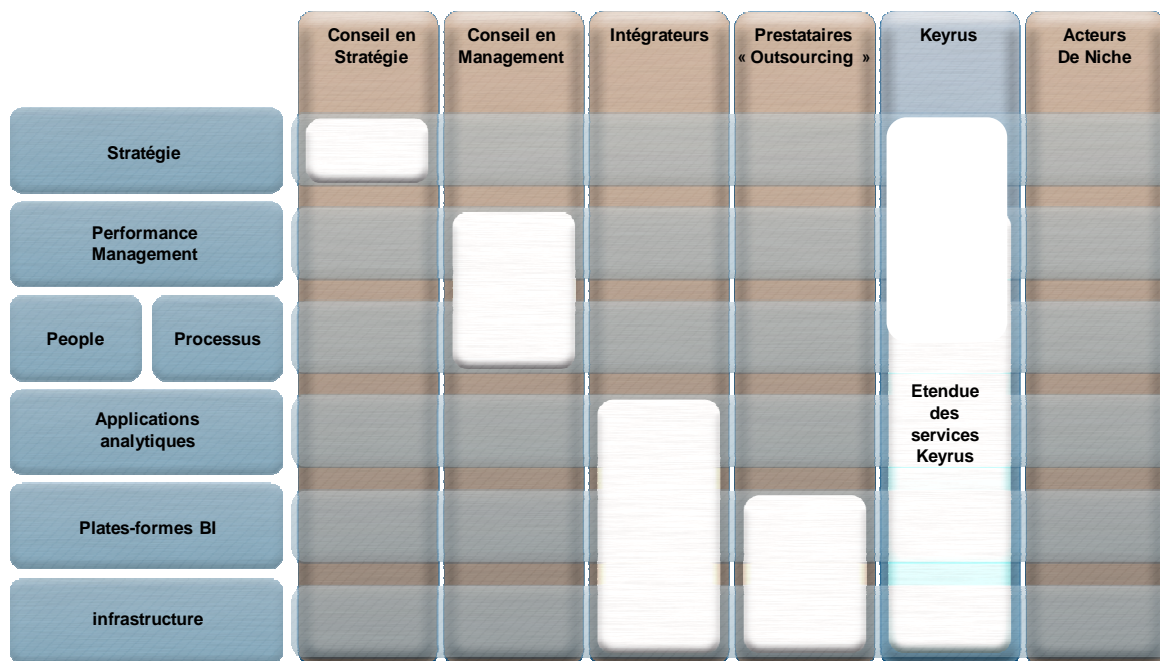 Conseil en
Stratégie
Conseil en
Management
Intégrateurs
Prestataires
« Outsourcing »
Keyrus
Acteurs
De Niche
Stratégie
Performance
Management
People
Processus
Applications
analytiques
Plates-formes BI
infrastructure
Etendue
des
services
Keyrus